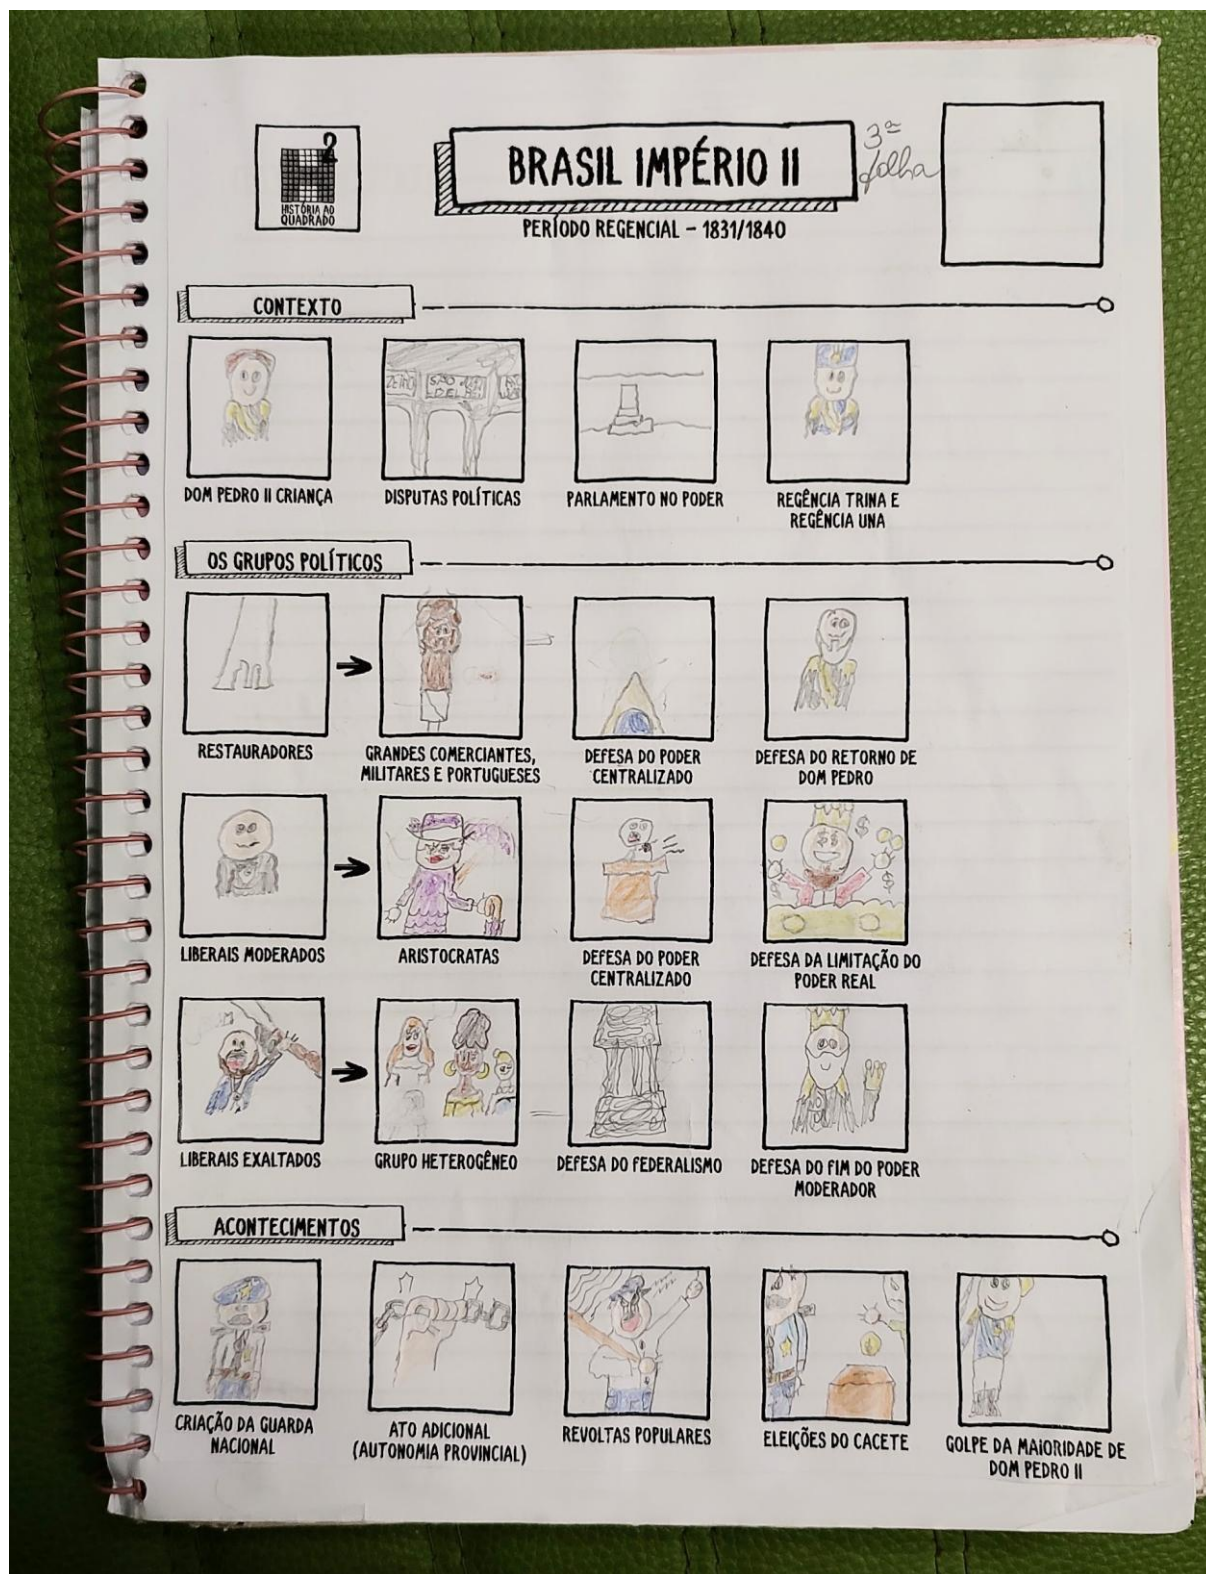 2
HISTÓRIA AO
QUADRADO
BRASIL IMPÉRIO II
3ª
folha
PERÍODO REGENCIAL – 1831/1840
CONTEXTO
SÃO
DEL
DOM PEDRO II CRIANÇA
DISPUTAS POLÍTICAS
PARLAMENTO NO PODER
REGÊNCIA TRINA E
REGÊNCIA UNA
OS GRUPOS POLÍTICOS
RESTAURADORES
GRANDES COMERCIANTES,
MILITARES E PORTUGUESES
DEFESA DO PODER
CENTRALIZADO
DEFESA DO RETORNO DE
DOM PEDRO
$ $ $
$ $
LIBERAIS MODERADOS
ARISTOCRATAS
DEFESA DO PODER
CENTRALIZADO
DEFESA DA LIMITAÇÃO DO
PODER REAL
LIBERAIS EXALTADOS
GRUPO HETEROGÊNEO
DEFESA DO FEDERALISMO
DEFESA DO FIM DO PODER
MODERADOR
ACONTECIMENTOS
CRIAÇÃO DA GUARDA
NACIONAL
ATO ADICIONAL
(AUTONOMIA PROVINCIAL)
REVOLTAS POPULARES
ELEIÇÕES DO CACETE
GOLPE DA MAIORIDADE DE
DOM PEDRO II